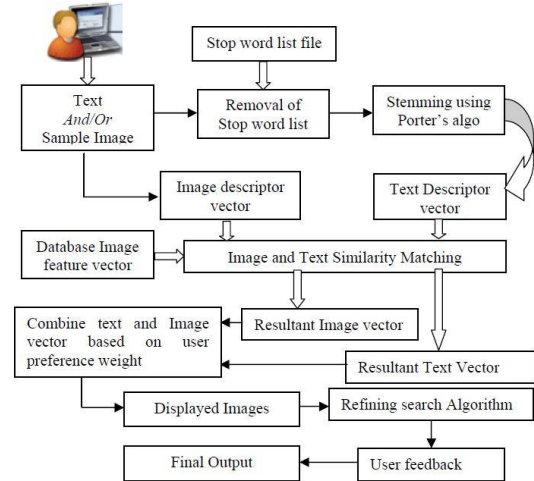 Stop word list file
Text
And/Or
Sample Image
Removal of
Stop word list
Stemming using
Porter's algo
Image descriptor
vector
Text Descriptor
vector
Database Image
feature vector
Image and Text Similarity Matching
Combine text and Image
vector based on user
preference weight
Resultant Image vector
Resultant Text Vector
Displayed Images
Refining search Algorithm
Final Output
User feedback